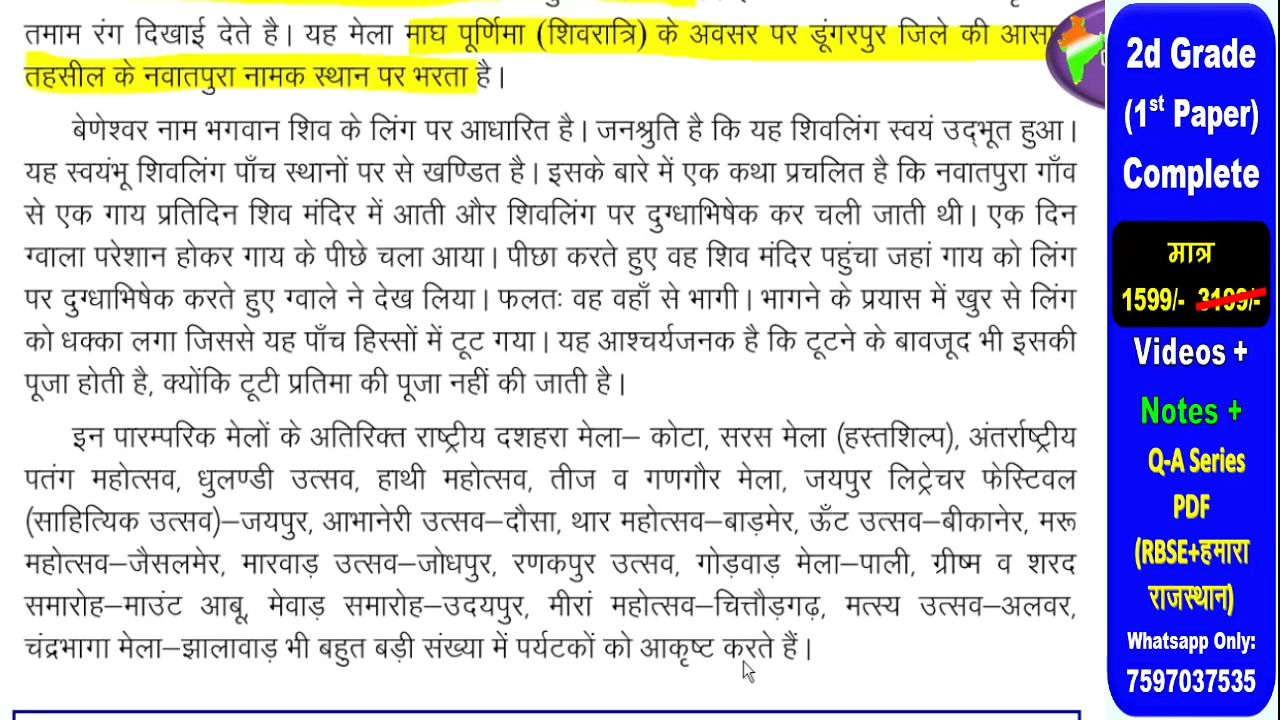 तमाम रंग दिखाई देते है। यह मेला माघ पूर्णिमा (शिवरात्रि) के अवसर पर डूंगरपुर जिले की
तहसील के नवातपुरा नामक स्थान पर भरता है।
बेणेश्वर नाम भगवान शिव के लिंग पर आधारित है। जनश्रुति है कि यह शिवलिंग स्वयं उद्‌भूत हुआ।
यह स्वयंभू शिवलिंग पाँच स्थानों पर से खण्डित है। इसके बारे में एक कथा प्रचलित है कि नवातपुरा गाँव
से एक गाय प्रतिदिन शिव मंदिर में आती और शिवलिंग पर दुग्धाभिषेक कर चली जाती थी। एक दिन
ग्वाला परेशान होकर गाय के पीछे चला आया। पीछा करते हुए वह शिव मंदिर पहुंचा जहां गाय को लिंग
पर दुग्धाभिषेक करते हुए ग्वाले ने देख लिया। फलतः वह वहाँ से भागी। भागने के प्रयास में खुर से लिंग
को धक्का लगा जिससे यह पाँच हिस्सों में टूट गया। यह आश्चर्यजनक है कि टूटने के बावजूद भी इसकी
पूजा होती है, क्योंकि टूटी प्रतिमा की पूजा नहीं की जाती है।
इन पारम्परिक मेलों के अतिरिक्त राष्ट्रीय दशहरा मेला– कोटा, सरस मेला (हस्तशिल्प), अंतर्राष्ट्रीय
पतंग महोत्सव, धुलण्डी उत्सव, हाथी महोत्सव, तीज व गणगौर मेला, जयपुर लिट्रेचर फेस्टिवल
(साहित्यिक उत्सव)–जयपुर, आभानेरी उत्सव–दौसा, थार महोत्सव–बाड़मेर, ऊँट उत्सव–बीकानेर, मरू
महोत्सव–जैसलमेर, मारवाड़ उत्सव–जोधपुर, रणकपुर उत्सव, गोड़वाड़ मेला–पाली, ग्रीष्म व शरद
समारोह–माउंट आबू, मेवाड़ समारोह–उदयपुर, मीरां महोत्सव–चित्तौड़गढ़, मत्स्य उत्सव–अलवर,
चंद्रभागा मेला–झालावाड़ भी बहुत बड़ी संख्या में पर्यटकों को आकृष्ट करते हैं।
2d Grade
(1st Paper)
Complete
मात्र
1599/- 3199/-
Videos +
Notes +
Q-A Series
PDF
(RBSE+हमारा
राजस्थान)
Whatsapp Only:
7597037535